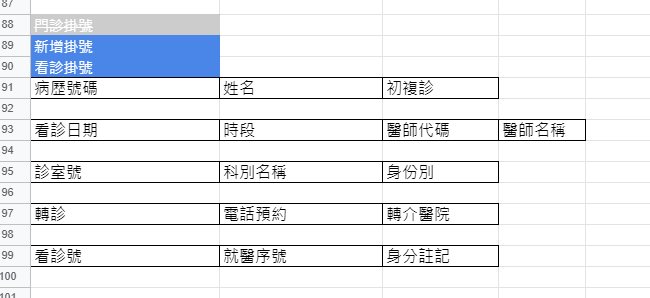 87
88 門診掛號
89 新增掛號
90 看診掛號
91 病歷號碼 姓名 初複診
92
93 看診日期 時段 醫師代碼 醫師名稱
94
95 診室號 科別名稱 身份別
96
97 轉診 電話預約 轉介醫院
98
99 看診號 就醫序號 身分註記
100
101